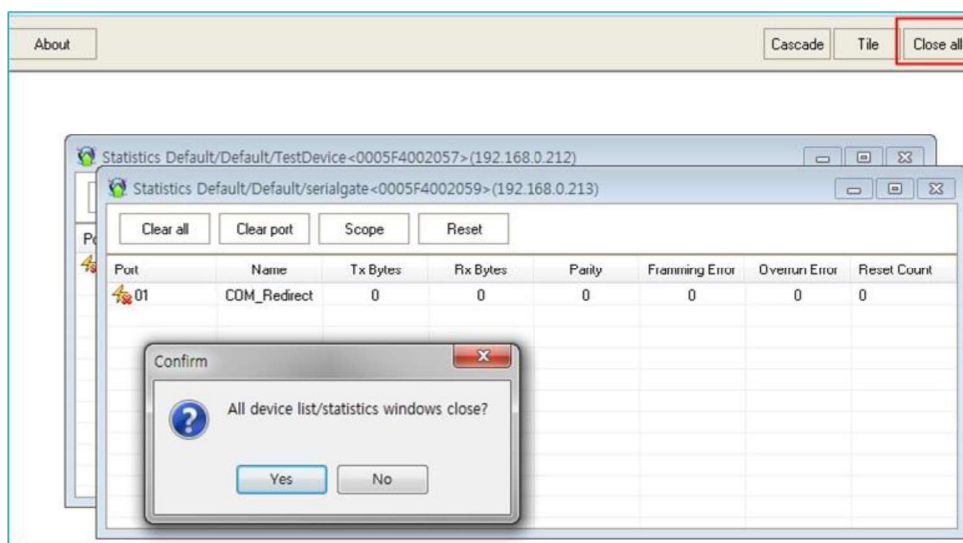 About Cascade Tile Close all
Statistics Default/Default/TestDevice<0005F4002057>(192.168.0.212)
Statistics Default/Default/serialgate<0005F4002059>(192.168.0.213)
Clear all Clear port Scope Reset
Port Name Tx Bytes Rx Bytes Parity Framming Error Overrun Error Reset Count
01 COM_Redirect 0 0 0 0 0 0
Confirm
All device list/statistics windows close?
Yes No